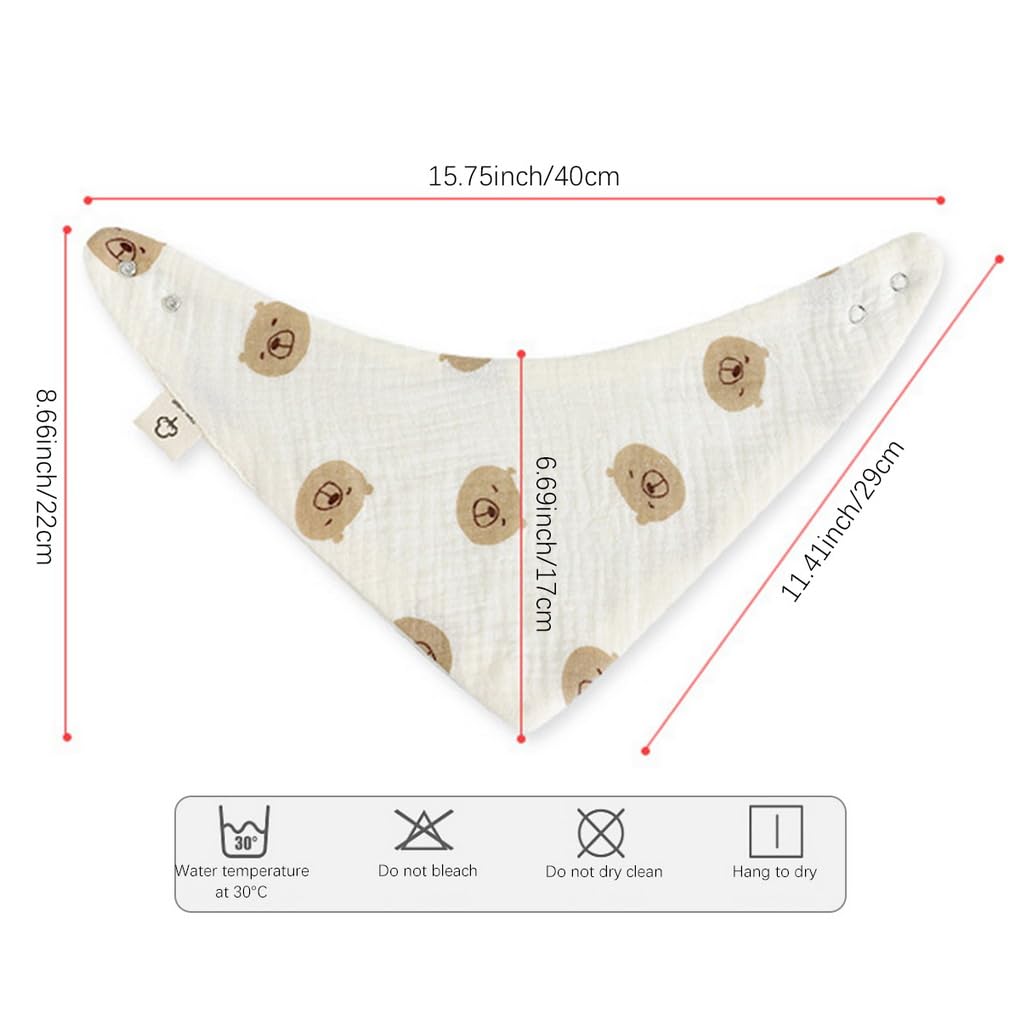 15.75inch/40cm
8.66inch/22cm
6.69inch/17cm
11.41inch/29cm
30°
Water temperature
at 30°C
Do not bleach
Do not dry clean
Hang to dry